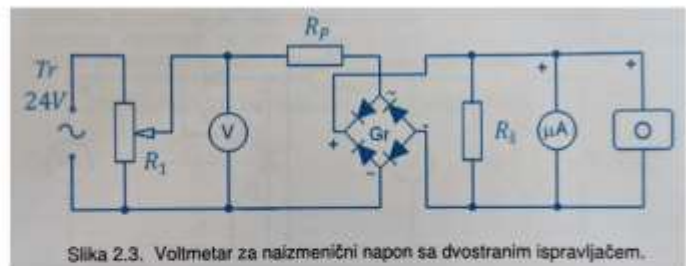 R_P
Tr
24V
~
R_1
V
~
+
-
Gr
~
R_š
+
μA
+
O
Slika 2.3. Voltmetar za naizmenični napon sa dvostranim ispravljačem.